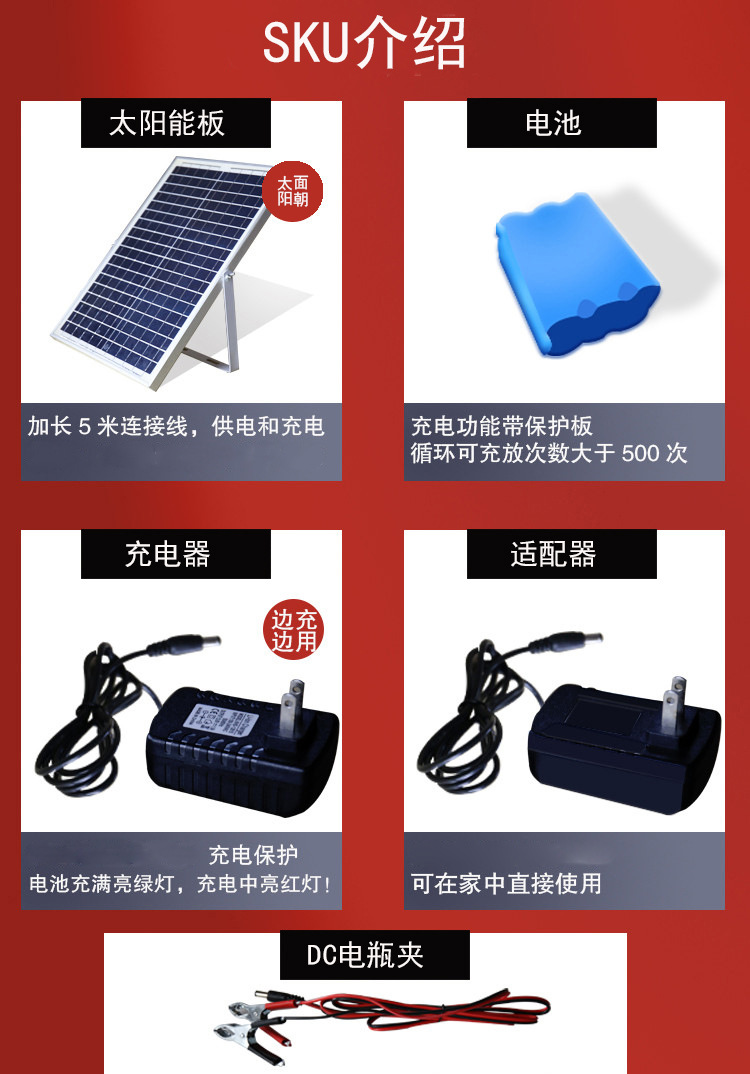 SKU介绍
太阳能板
电池
太面
阳朝
加长5米连接线，供电和充电
充电功能带保护板
循环可充放次数大于500次
充电器
适配器
边充
边用
充电保护
电池充满亮绿灯，充电中亮红灯！
可在家中直接使用
DC电瓶夹